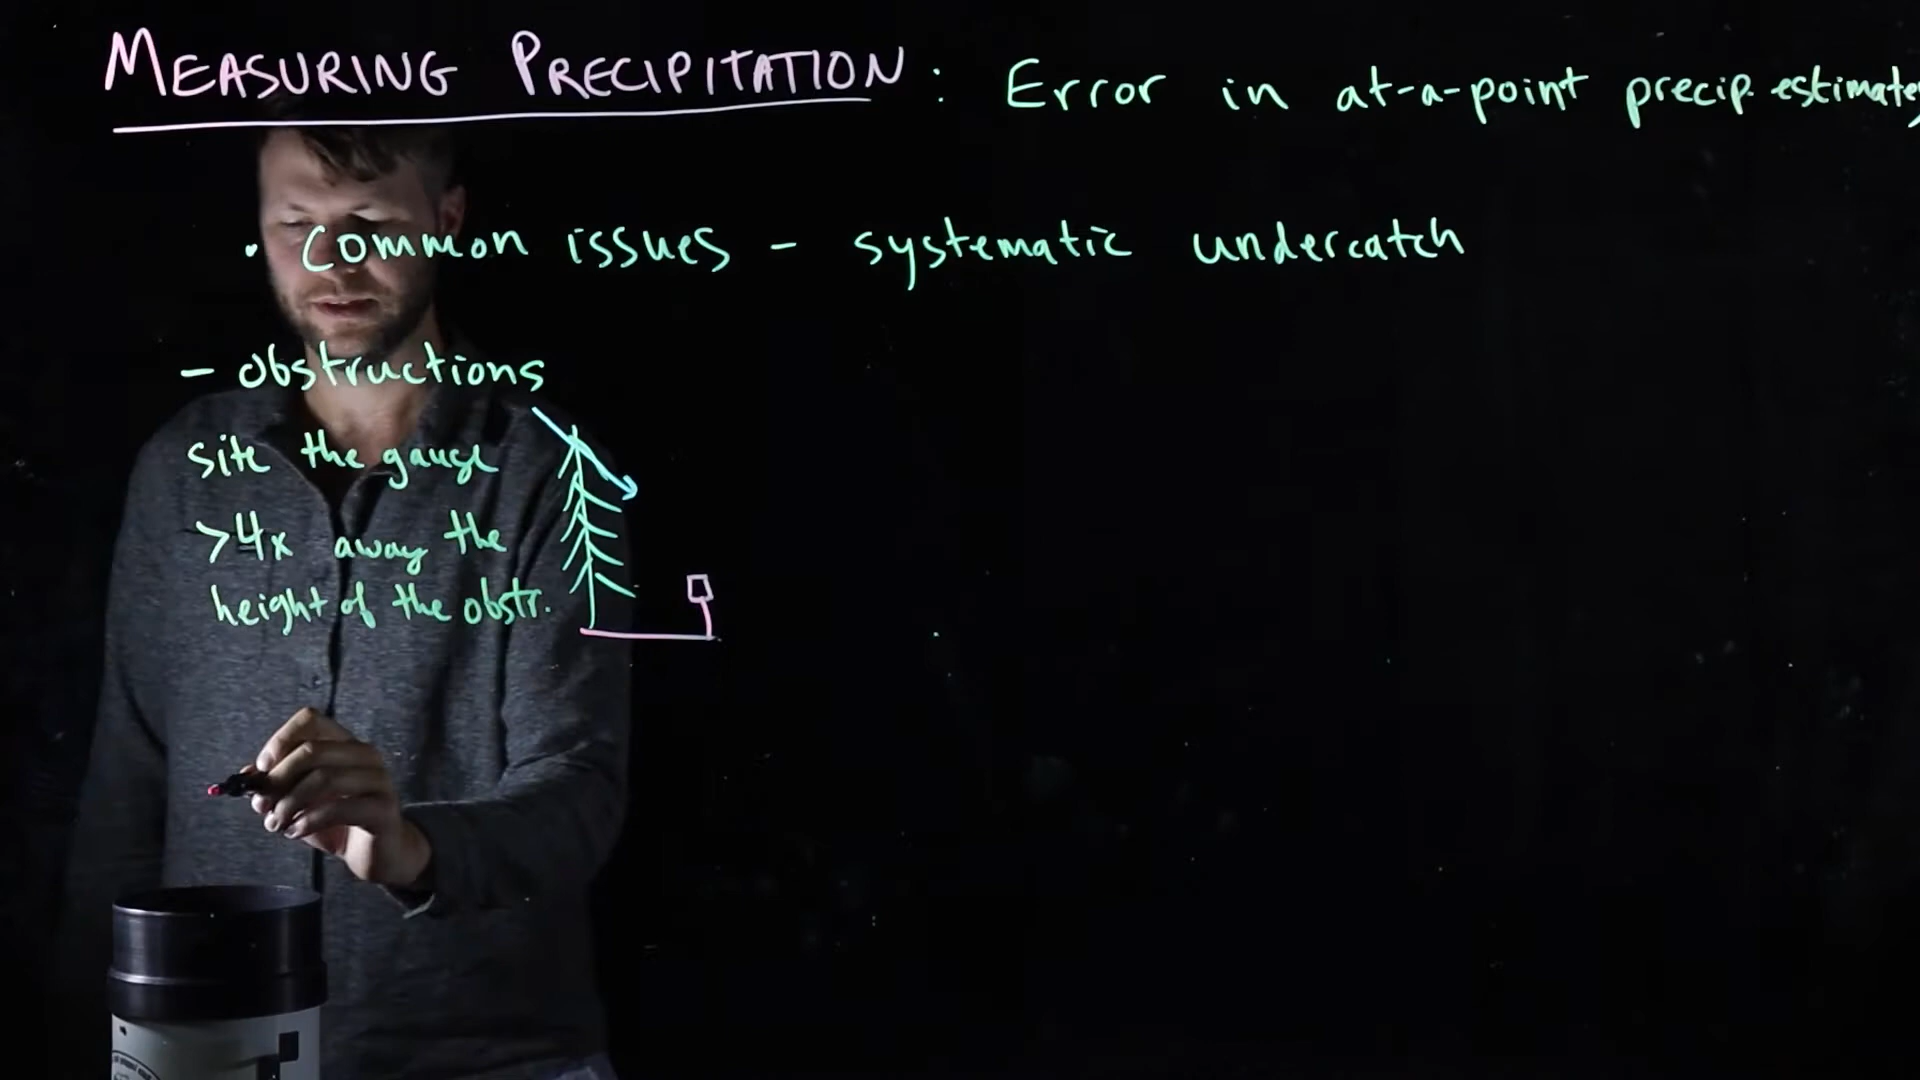 MEASURING PRECIPITATION : Error in at-a-point precip. estimates
• Common issues - systematic undercatch
- Obstructions
site the gauge
>4x away the
height of the obstr.